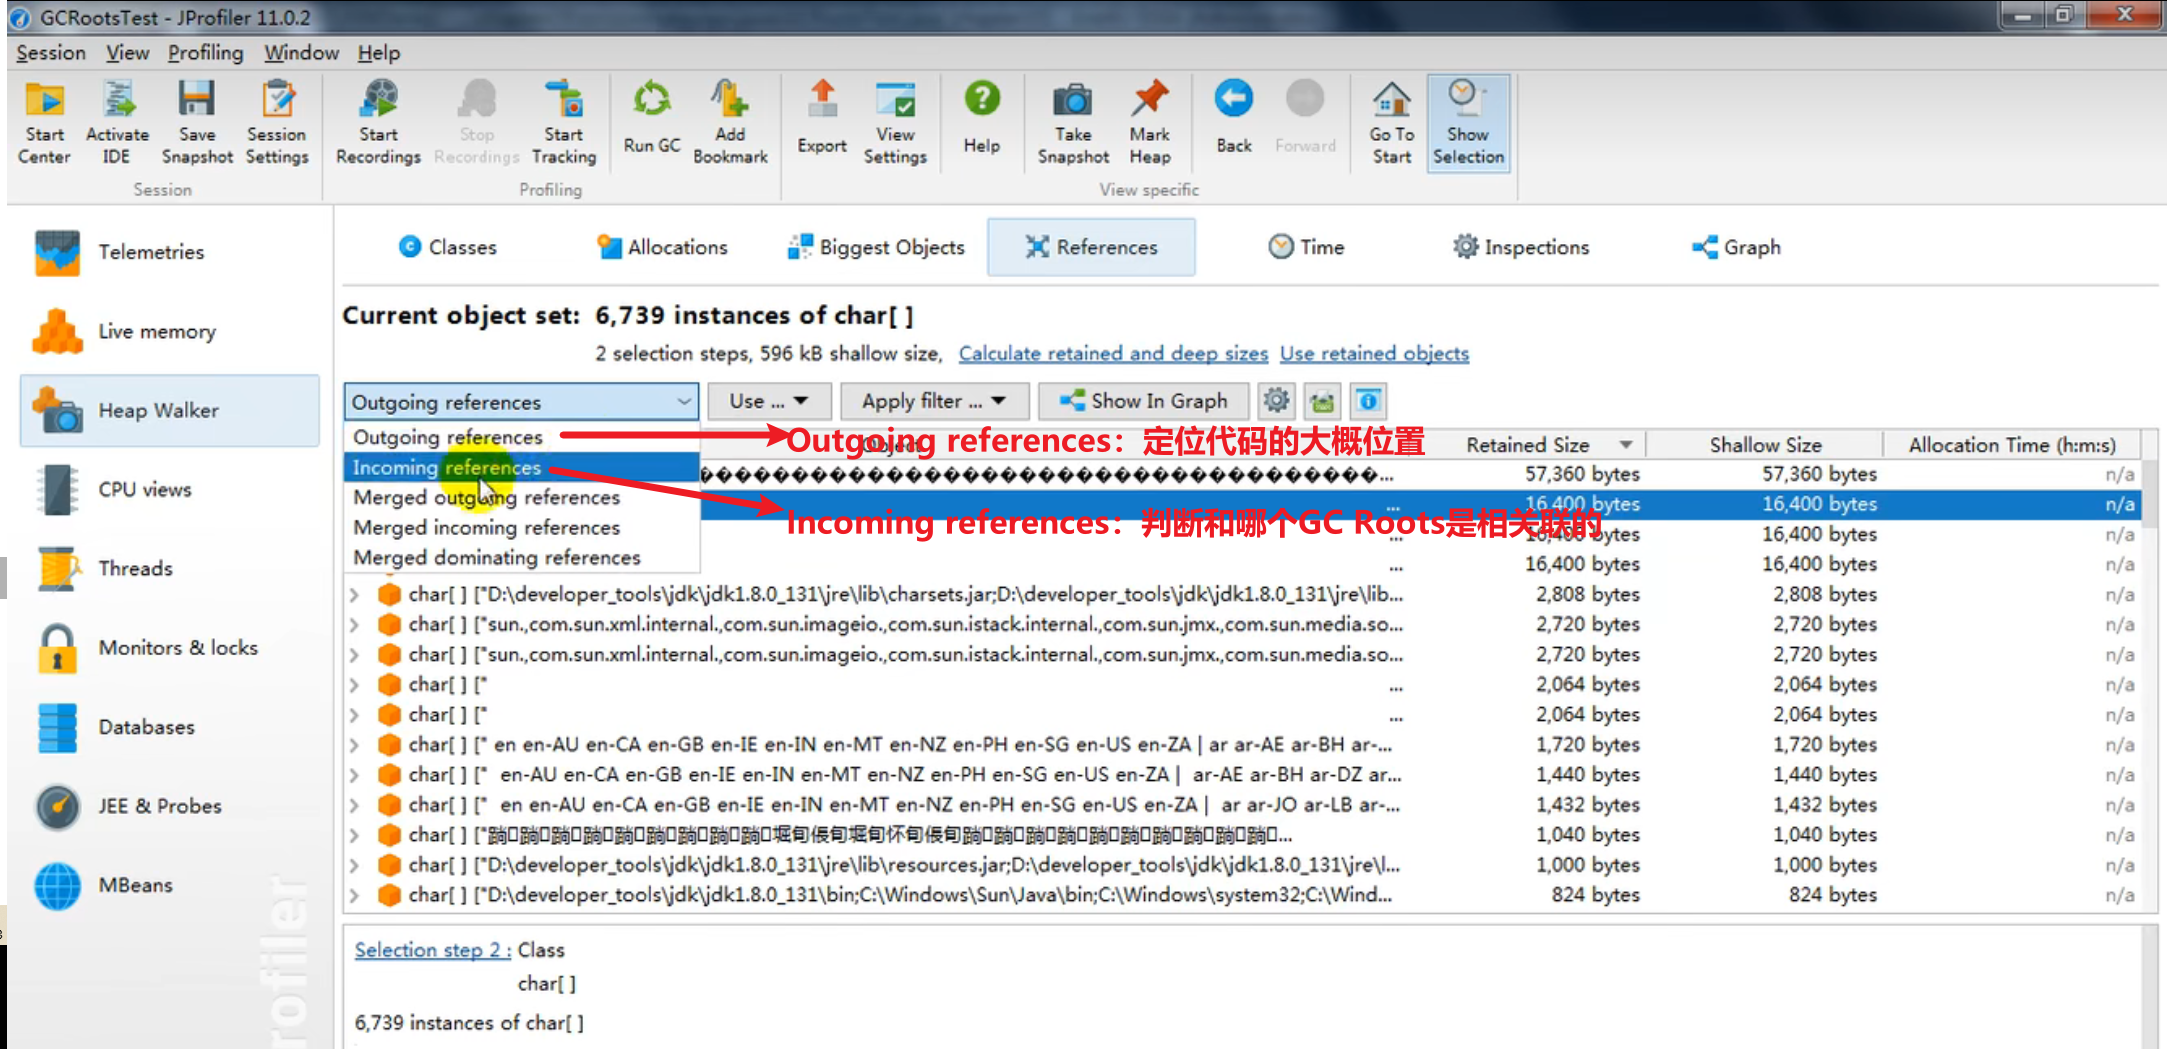 GCRootsTest - JProfiler 11.0.2
Session View Profiling Window Help
Start Center
Activate IDE
Save Snapshot
Session Settings
Start Recordings
Stop Recordings
Start Tracking
Run GC
Add Bookmark
Export
View Settings
Help
Take Snapshot
Mark Heap
Back
Forward
Go To Start
Show Selection
Session
Profiling
View specific
Telemetries
Live memory
Heap Walker
CPU views
Threads
Monitors & locks
Databases
JEE & Probes
MBeans
Classes Allocations Biggest Objects References Time Inspections Graph
Current object set: 6,739 instances of char[ ]
2 selection steps, 596 kB shallow size, Calculate retained and deep sizes Use retained objects
Outgoing references Use ... Apply filter ... Show In Graph
Outgoing references
Incoming references
Merged outgoing references
Merged incoming references
Merged dominating references
Outgoing references：定位代码的大概位置
Incoming references：判断和哪个GC Roots是相关联的
Object Retained Size Shallow Size Allocation Time (h:m:s)
... 57,360 bytes 57,360 bytes n/a
... 16,400 bytes 16,400 bytes n/a
... 16,400 bytes 16,400 bytes n/a
... 16,400 bytes 16,400 bytes n/a
char[ ] ["D:\developer_tools\jdk\jdk1.8.0_131\jre\lib\charsets.jar;D:\developer_tools\jdk\jdk1.8.0_131\jre\lib... 2,808 bytes 2,808 bytes n/a
char[ ] ["sun.,com.sun.xml.internal.,com.sun.imageio.,com.sun.istack.internal.,com.sun.jmx.,com.sun.media.so... 2,720 bytes 2,720 bytes n/a
char[ ] ["sun.,com.sun.xml.internal.,com.sun.imageio.,com.sun.istack.internal.,com.sun.jmx.,com.sun.media.so... 2,720 bytes 2,720 bytes n/a
char[ ] [" ... 2,064 bytes 2,064 bytes n/a
char[ ] [" ... 2,064 bytes 2,064 bytes n/a
char[ ] [" en en-AU en-CA en-GB en-IE en-IN en-MT en-NZ en-PH en-SG en-US en-ZA | ar ar-AE ar-BH ar-... 1,720 bytes 1,720 bytes n/a
char[ ] [" en-AU en-CA en-GB en-IE en-IN en-MT en-NZ en-PH en-SG en-US en-ZA | ar-AE ar-BH ar-DZ ar... 1,440 bytes 1,440 bytes n/a
char[ ] [" en en-AU en-CA en-GB en-IE en-IN en-MT en-NZ en-PH en-SG en-US en-ZA | ar ar-JO ar-LB ar-... 1,432 bytes 1,432 bytes n/a
char[ ] [" ... 1,040 bytes 1,040 bytes n/a
char[ ] ["D:\developer_tools\jdk\jdk1.8.0_131\jre\lib\resources.jar;D:\developer_tools\jdk\jdk1.8.0_131\jre\l... 1,000 bytes 1,000 bytes n/a
char[ ] ["D:\developer_tools\jdk\jdk1.8.0_131\bin;C:\Windows\Sun\Java\bin;C:\Windows\system32;C:\Wind... 824 bytes 824 bytes n/a
Selection step 2 : Class
char[ ]
6,739 instances of char[ ]